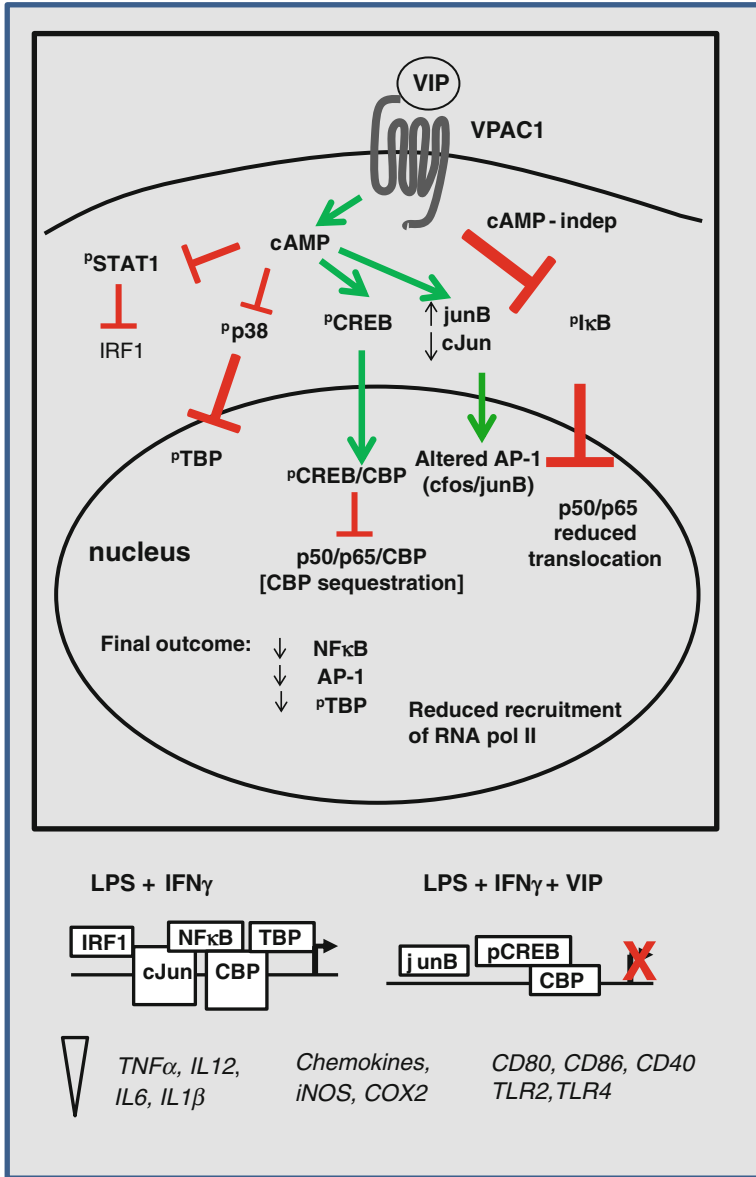 VIP
VPAC1
cAMP - indep
cAMP
pSTAT1
IRF1
pp38
pCREB
↑ junB
↓ cJun
pIκB
pTBP
pCREB/CBP
Altered AP-1
(cfos/junB)
p50/p65
reduced
translocation
nucleus
p50/p65/CBP
[CBP sequestration]
Final outcome:
↓ NFκB
↓ AP-1
↓ pTBP
Reduced recruitment
of RNA pol II
LPS + IFNγ
LPS + IFNγ + VIP
IRF1
NFκB
TBP
cJun
CBP
junB
pCREB
CBP
X
TNFα, IL12,
IL6, IL1β
Chemokines,
iNOS, COX2
CD80, CD86, CD40
TLR2,TLR4